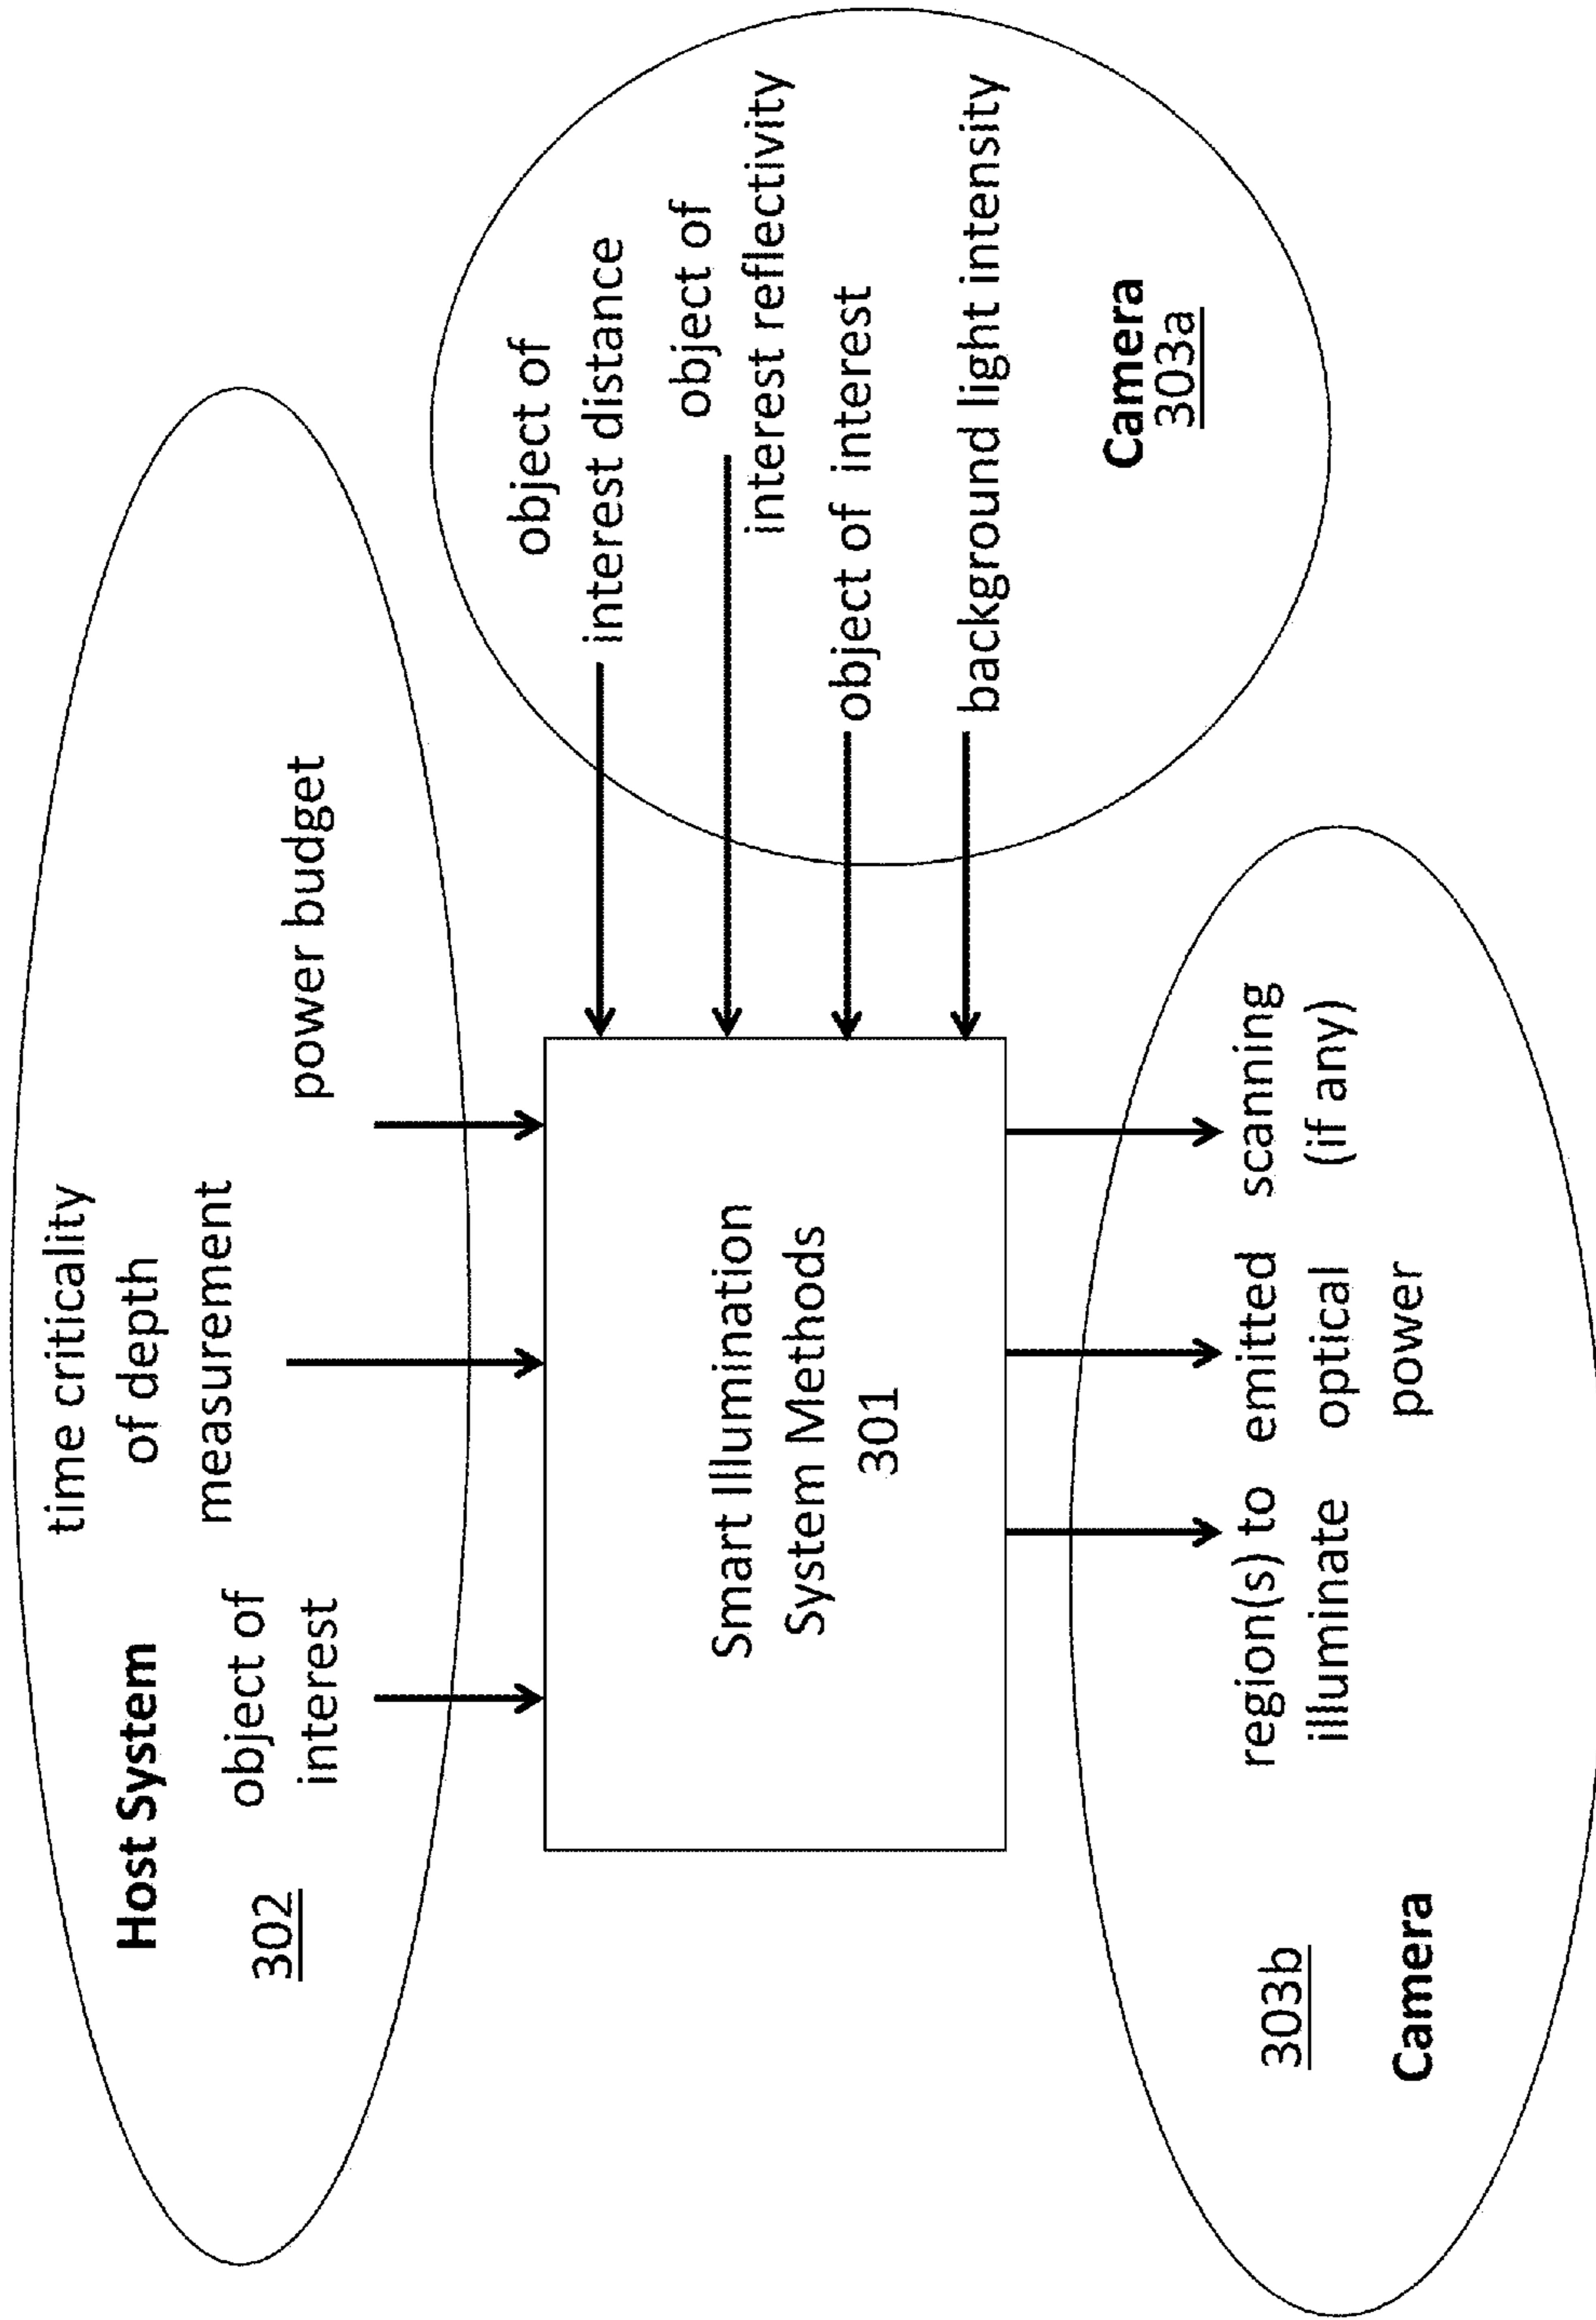 Host System
302
object of
interest
time criticality
of depth
measurement
power budget
Smart Illumination
System Methods
301
object of
interest distance
object of
interest reflectivity
object of interest
background light intensity
Camera
303a
303b
Camera
region(s) to
illuminate
emitted
optical
power
scanning
(if any)